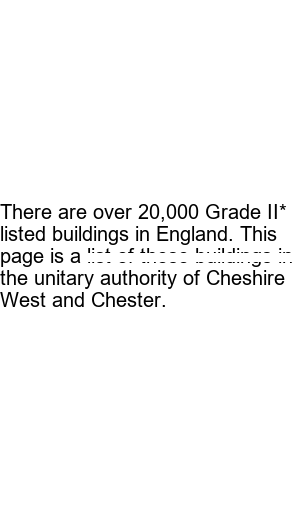 There are over 20,000 Grade II*
listed buildings in England. This
page is a list of these buildings in
the unitary authority of Cheshire
West and Chester.